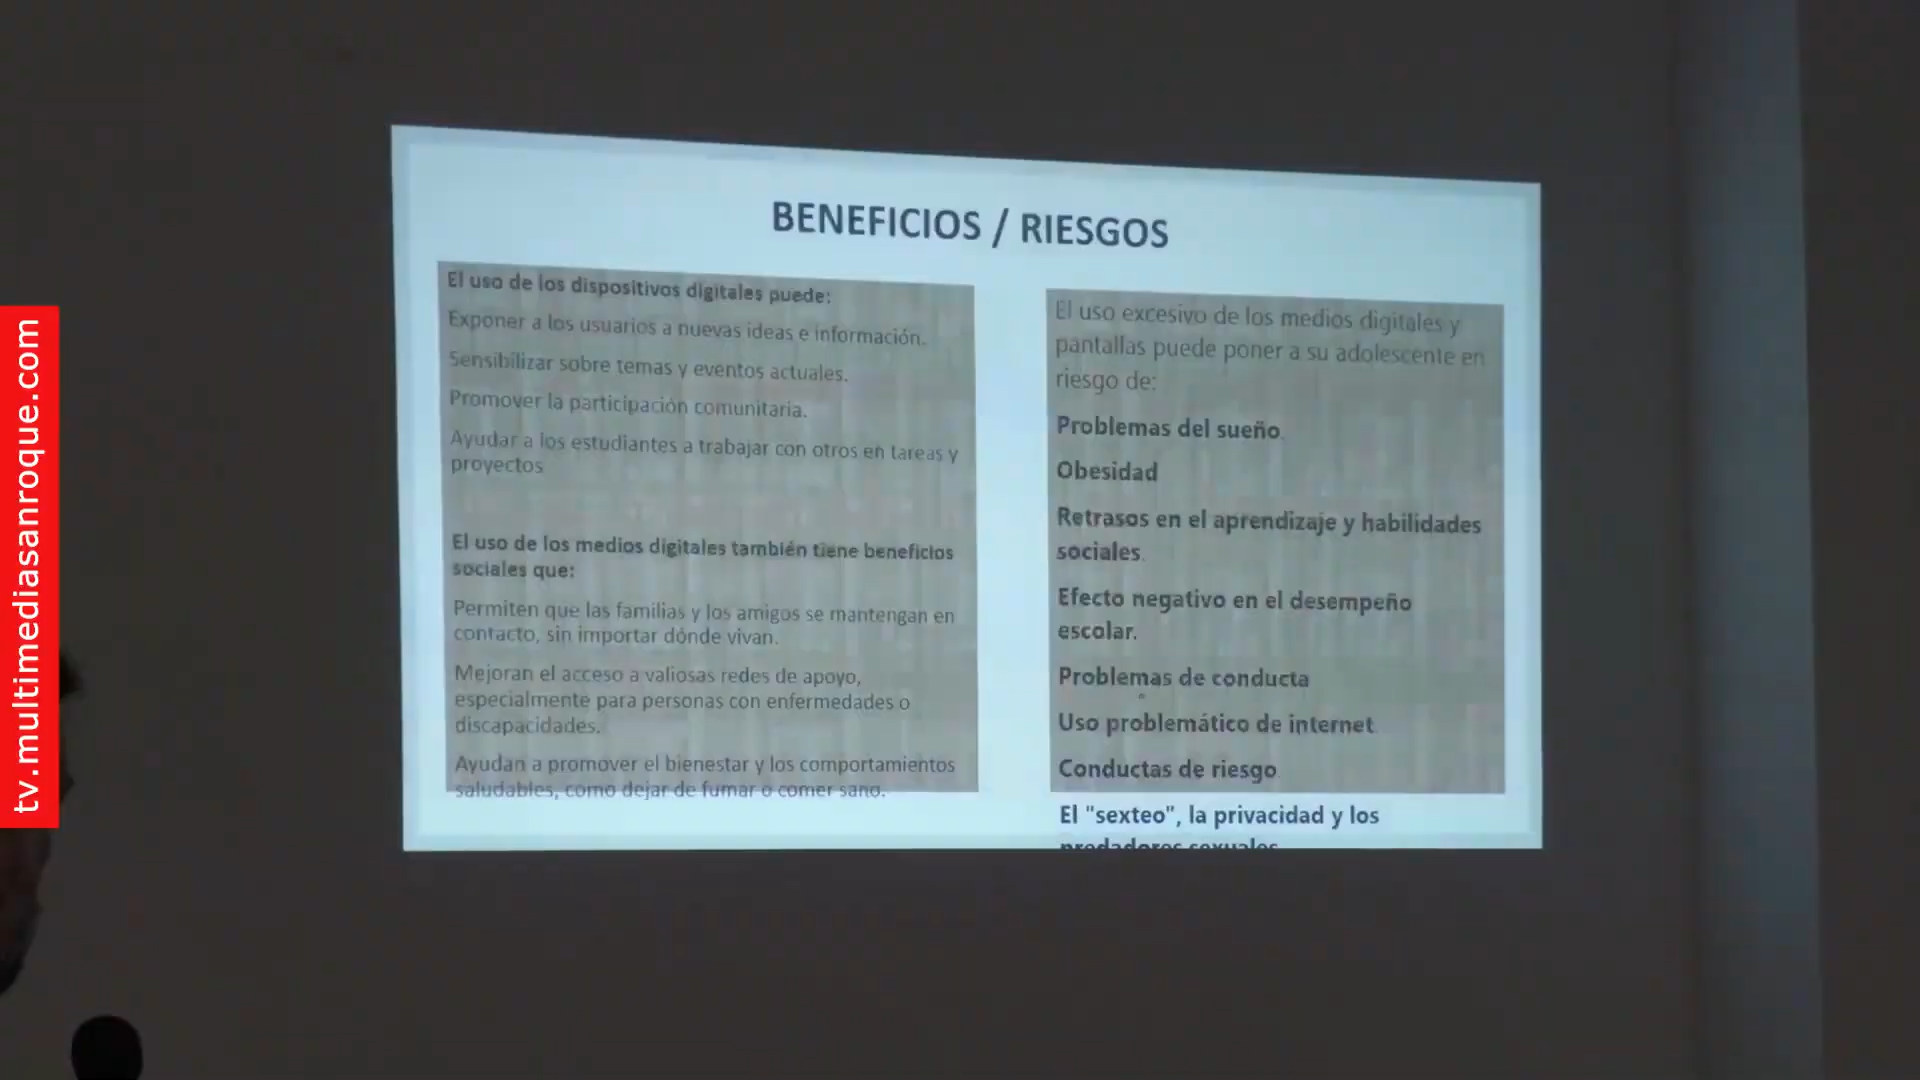 tv.multimediasanroque.com
BENEFICIOS / RIESGOS
El uso de los dispositivos digitales puede:
Exponer a los usuarios a nuevas ideas e información.
Sensibilizar sobre temas y eventos actuales.
Promover la participación comunitaria.
Ayudar a los estudiantes a trabajar con otros en tareas y
proyectos
El uso de los medios digitales también tiene beneficios
sociales que:
Permiten que las familias y los amigos se mantengan en
contacto, sin importar dónde vivan.
Mejoran el acceso a valiosas redes de apoyo,
especialmente para personas con enfermedades o
discapacidades.
Ayudan a promover el bienestar y los comportamientos
saludables, como dejar de fumar o comer sano.
El uso excesivo de los medios digitales y
pantallas puede poner a su adolescente en
riesgo de:
Problemas del sueño.
Obesidad
Retrasos en el aprendizaje y habilidades
sociales.
Efecto negativo en el desempeño
escolar.
Problemas de conducta
Uso problemático de internet.
Conductas de riesgo.
El "sexteo", la privacidad y los
predadores sexuales